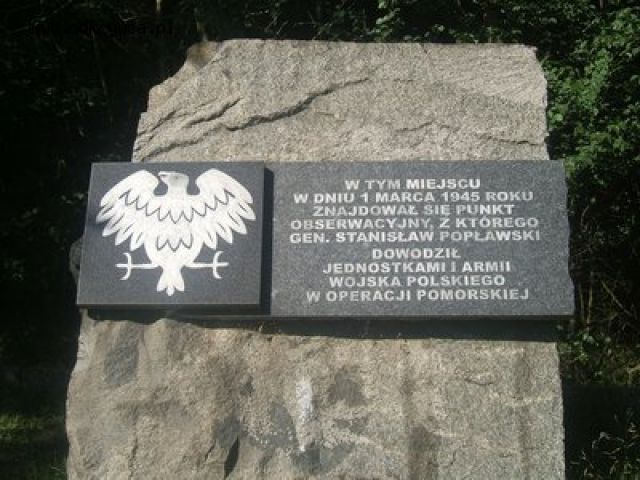 W TYM MIEJSCU
W DNIU 1 MARCA 1945 ROKU
ZNAJDOWAŁ SIĘ PUNKT
OBSERWACYJNY, Z KTÓREGO
GEN. STANISŁAW POPŁAWSKI
DOWODZIŁ
JEDNOSTKAMI I ARMII
WOJSKA POLSKIEGO
W OPERACJI POMORSKIEJ